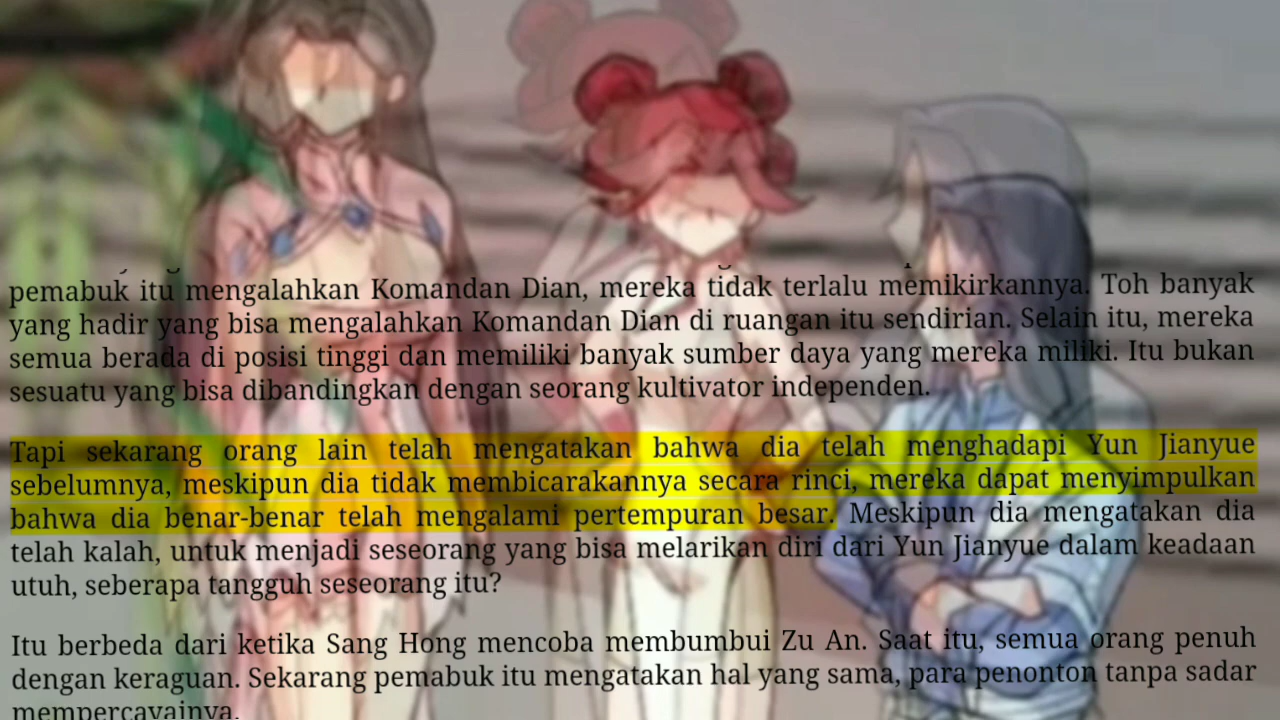 pemabuk itu mengalahkan Komandan Dian, mereka tidak terlalu memikirkannya. Toh banyak
yang hadir yang bisa mengalahkan Komandan Dian di ruangan itu sendirian. Selain itu, mereka
semua berada di posisi tinggi dan memiliki banyak sumber daya yang mereka miliki. Itu bukan
sesuatu yang bisa dibandingkan dengan seorang kultivator independen.
Tapi sekarang orang lain telah mengatakan bahwa dia telah menghadapi Yun Jianyue
sebelumnya, meskipun dia tidak membicarakannya secara rinci, mereka dapat menyimpulkan
bahwa dia benar-benar telah mengalami pertempuran besar. Meskipun dia mengatakan dia
telah kalah, untuk menjadi seseorang yang bisa melarikan diri dari Yun Jianyue dalam keadaan
utuh, seberapa tangguh seseorang itu?
Itu berbeda dari ketika Sang Hong mencoba membumbui Zu An. Saat itu, semua orang penuh
dengan keraguan. Sekarang pemabuk itu mengatakan hal yang sama, para penonton tanpa sadar
mempercayainya.